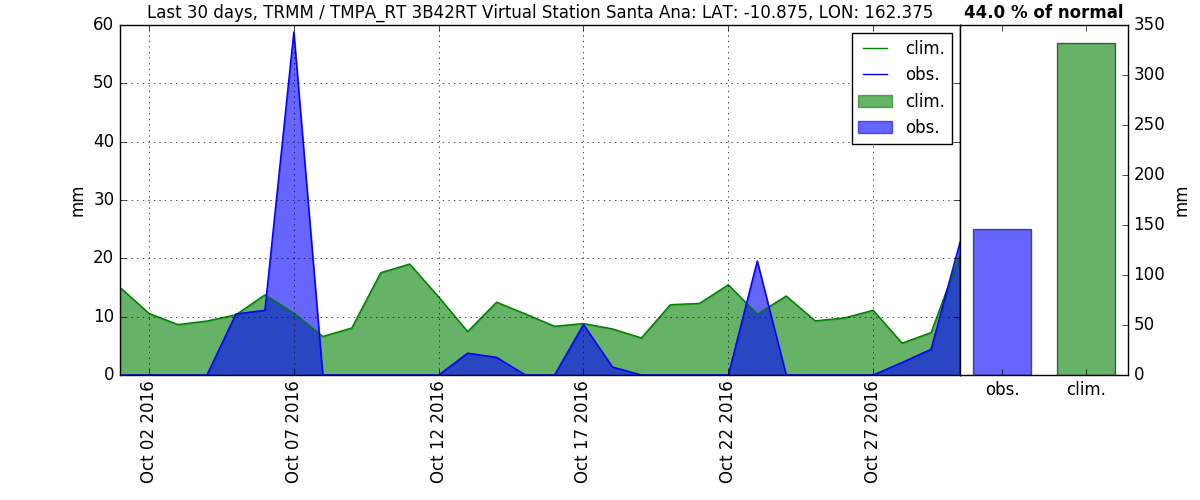 Last 30 days, TRMM / TMPA_RT 3B42RT Virtual Station Santa Ana: LAT: -10.875, LON: 162.375
44.0 % of normal
60
50
40
30
20
10
0
mm
clim.
obs.
clim.
obs.
Oct 02 2016
Oct 07 2016
Oct 12 2016
Oct 17 2016
Oct 22 2016
Oct 27 2016
350
300
250
200
150
100
50
0
mm
obs.
clim.